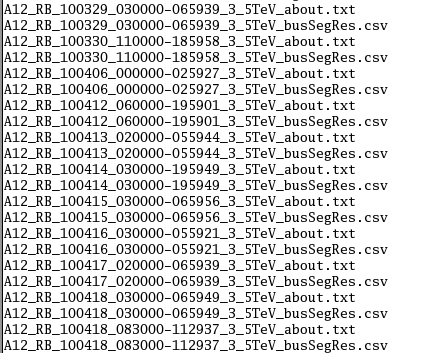 A12_RB_100329_030000-065939_3_5TeV_about.txt
A12_RB_100329_030000-065939_3_5TeV_busSegRes.csv
A12_RB_100330_110000-185958_3_5TeV_about.txt
A12_RB_100330_110000-185958_3_5TeV_busSegRes.csv
A12_RB_100406_000000-025927_3_5TeV_about.txt
A12_RB_100406_000000-025927_3_5TeV_busSegRes.csv
A12_RB_100412_060000-195901_3_5TeV_about.txt
A12_RB_100412_060000-195901_3_5TeV_busSegRes.csv
A12_RB_100413_020000-055944_3_5TeV_about.txt
A12_RB_100413_020000-055944_3_5TeV_busSegRes.csv
A12_RB_100414_030000-195949_3_5TeV_about.txt
A12_RB_100414_030000-195949_3_5TeV_busSegRes.csv
A12_RB_100415_030000-065956_3_5TeV_about.txt
A12_RB_100415_030000-065956_3_5TeV_busSegRes.csv
A12_RB_100416_030000-055921_3_5TeV_about.txt
A12_RB_100416_030000-055921_3_5TeV_busSegRes.csv
A12_RB_100417_020000-065939_3_5TeV_about.txt
A12_RB_100417_020000-065939_3_5TeV_busSegRes.csv
A12_RB_100418_030000-065949_3_5TeV_about.txt
A12_RB_100418_030000-065949_3_5TeV_busSegRes.csv
A12_RB_100418_083000-112937_3_5TeV_about.txt
A12_RB_100418_083000-112937_3_5TeV_busSegRes.csv